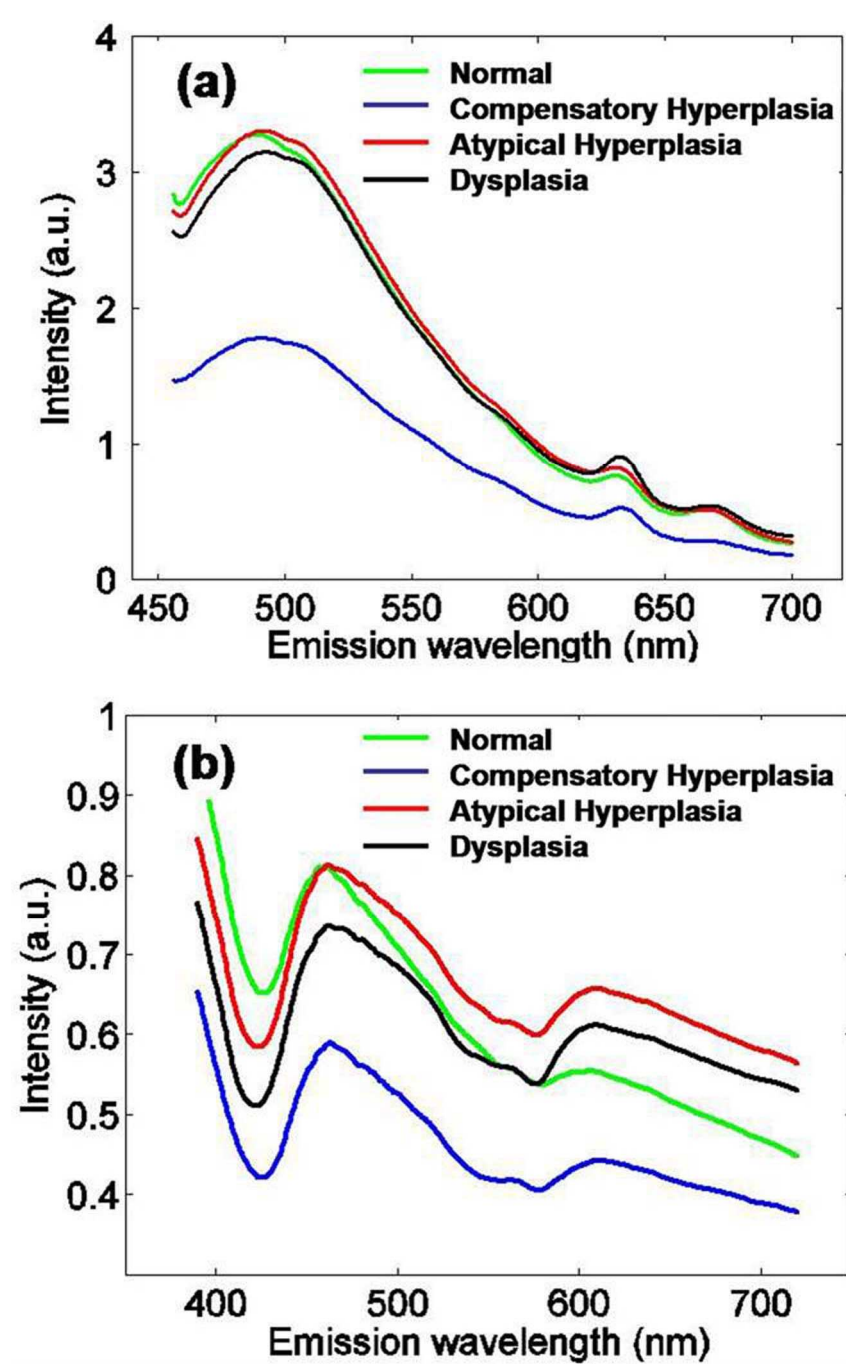 (a)
Normal
Compensatory Hyperplasia
Atypical Hyperplasia
Dysplasia
Intensity (a.u.)
4
3
2
1
0
450 500 550 600 650 700
Emission wavelength (nm)
(b)
Normal
Compensatory Hyperplasia
Atypical Hyperplasia
Dysplasia
Intensity (a.u.)
1
0.9
0.8
0.7
0.6
0.5
0.4
400 500 600 700
Emission wavelength (nm)